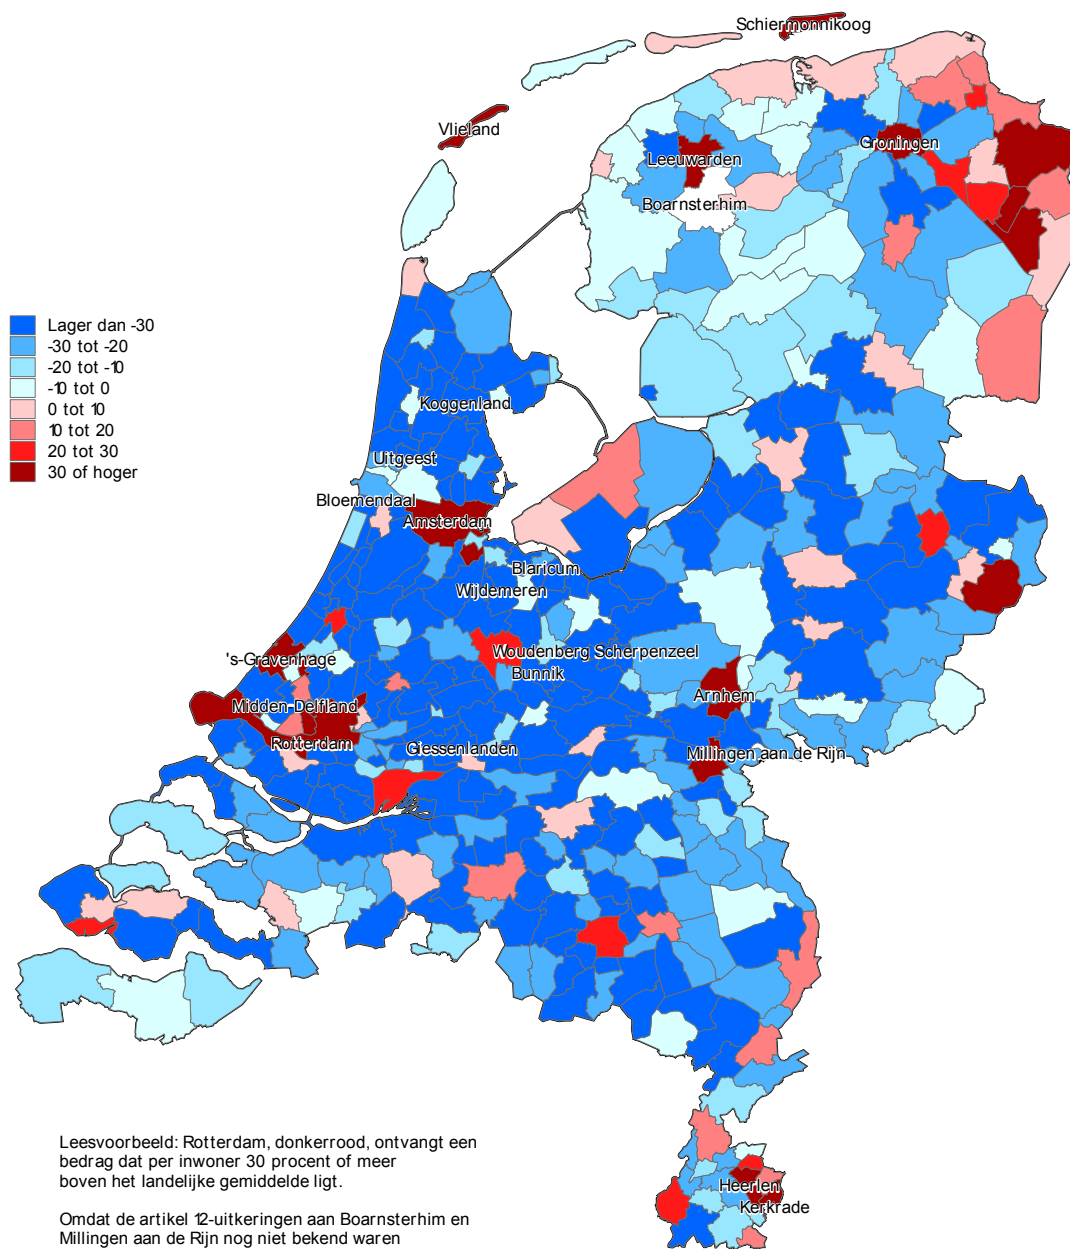 Schiermonnikoog
Vlieland
Groningen
Leeuwarden
Boarnsterhim
Lager dan -30
-30 tot -20
-20 tot -10
-10 tot 0
0 tot 10
10 tot 20
20 tot 30
30 of hoger
Koggenland
Uitgeest
Bloemendaal
Amsterdam
Blaricum
Wijdemeren
Woudenberg Scherpenzeel
's-Gravenhage
Bunnik
Arnhem
Midden-Delfland
Rotterdam
Giessenlanden
Millingen aan de Rijn
Leesvoorbeeld: Rotterdam, donkerrood, ontvangt een
bedrag dat per inwoner 30 procent of meer
boven het landelijke gemiddelde ligt.
Heerlen
Kerkrade
Omdat de artikel 12-uitkeringen aan Boarnsterhim en
Millingen aan de Rijn nog niet bekend waren